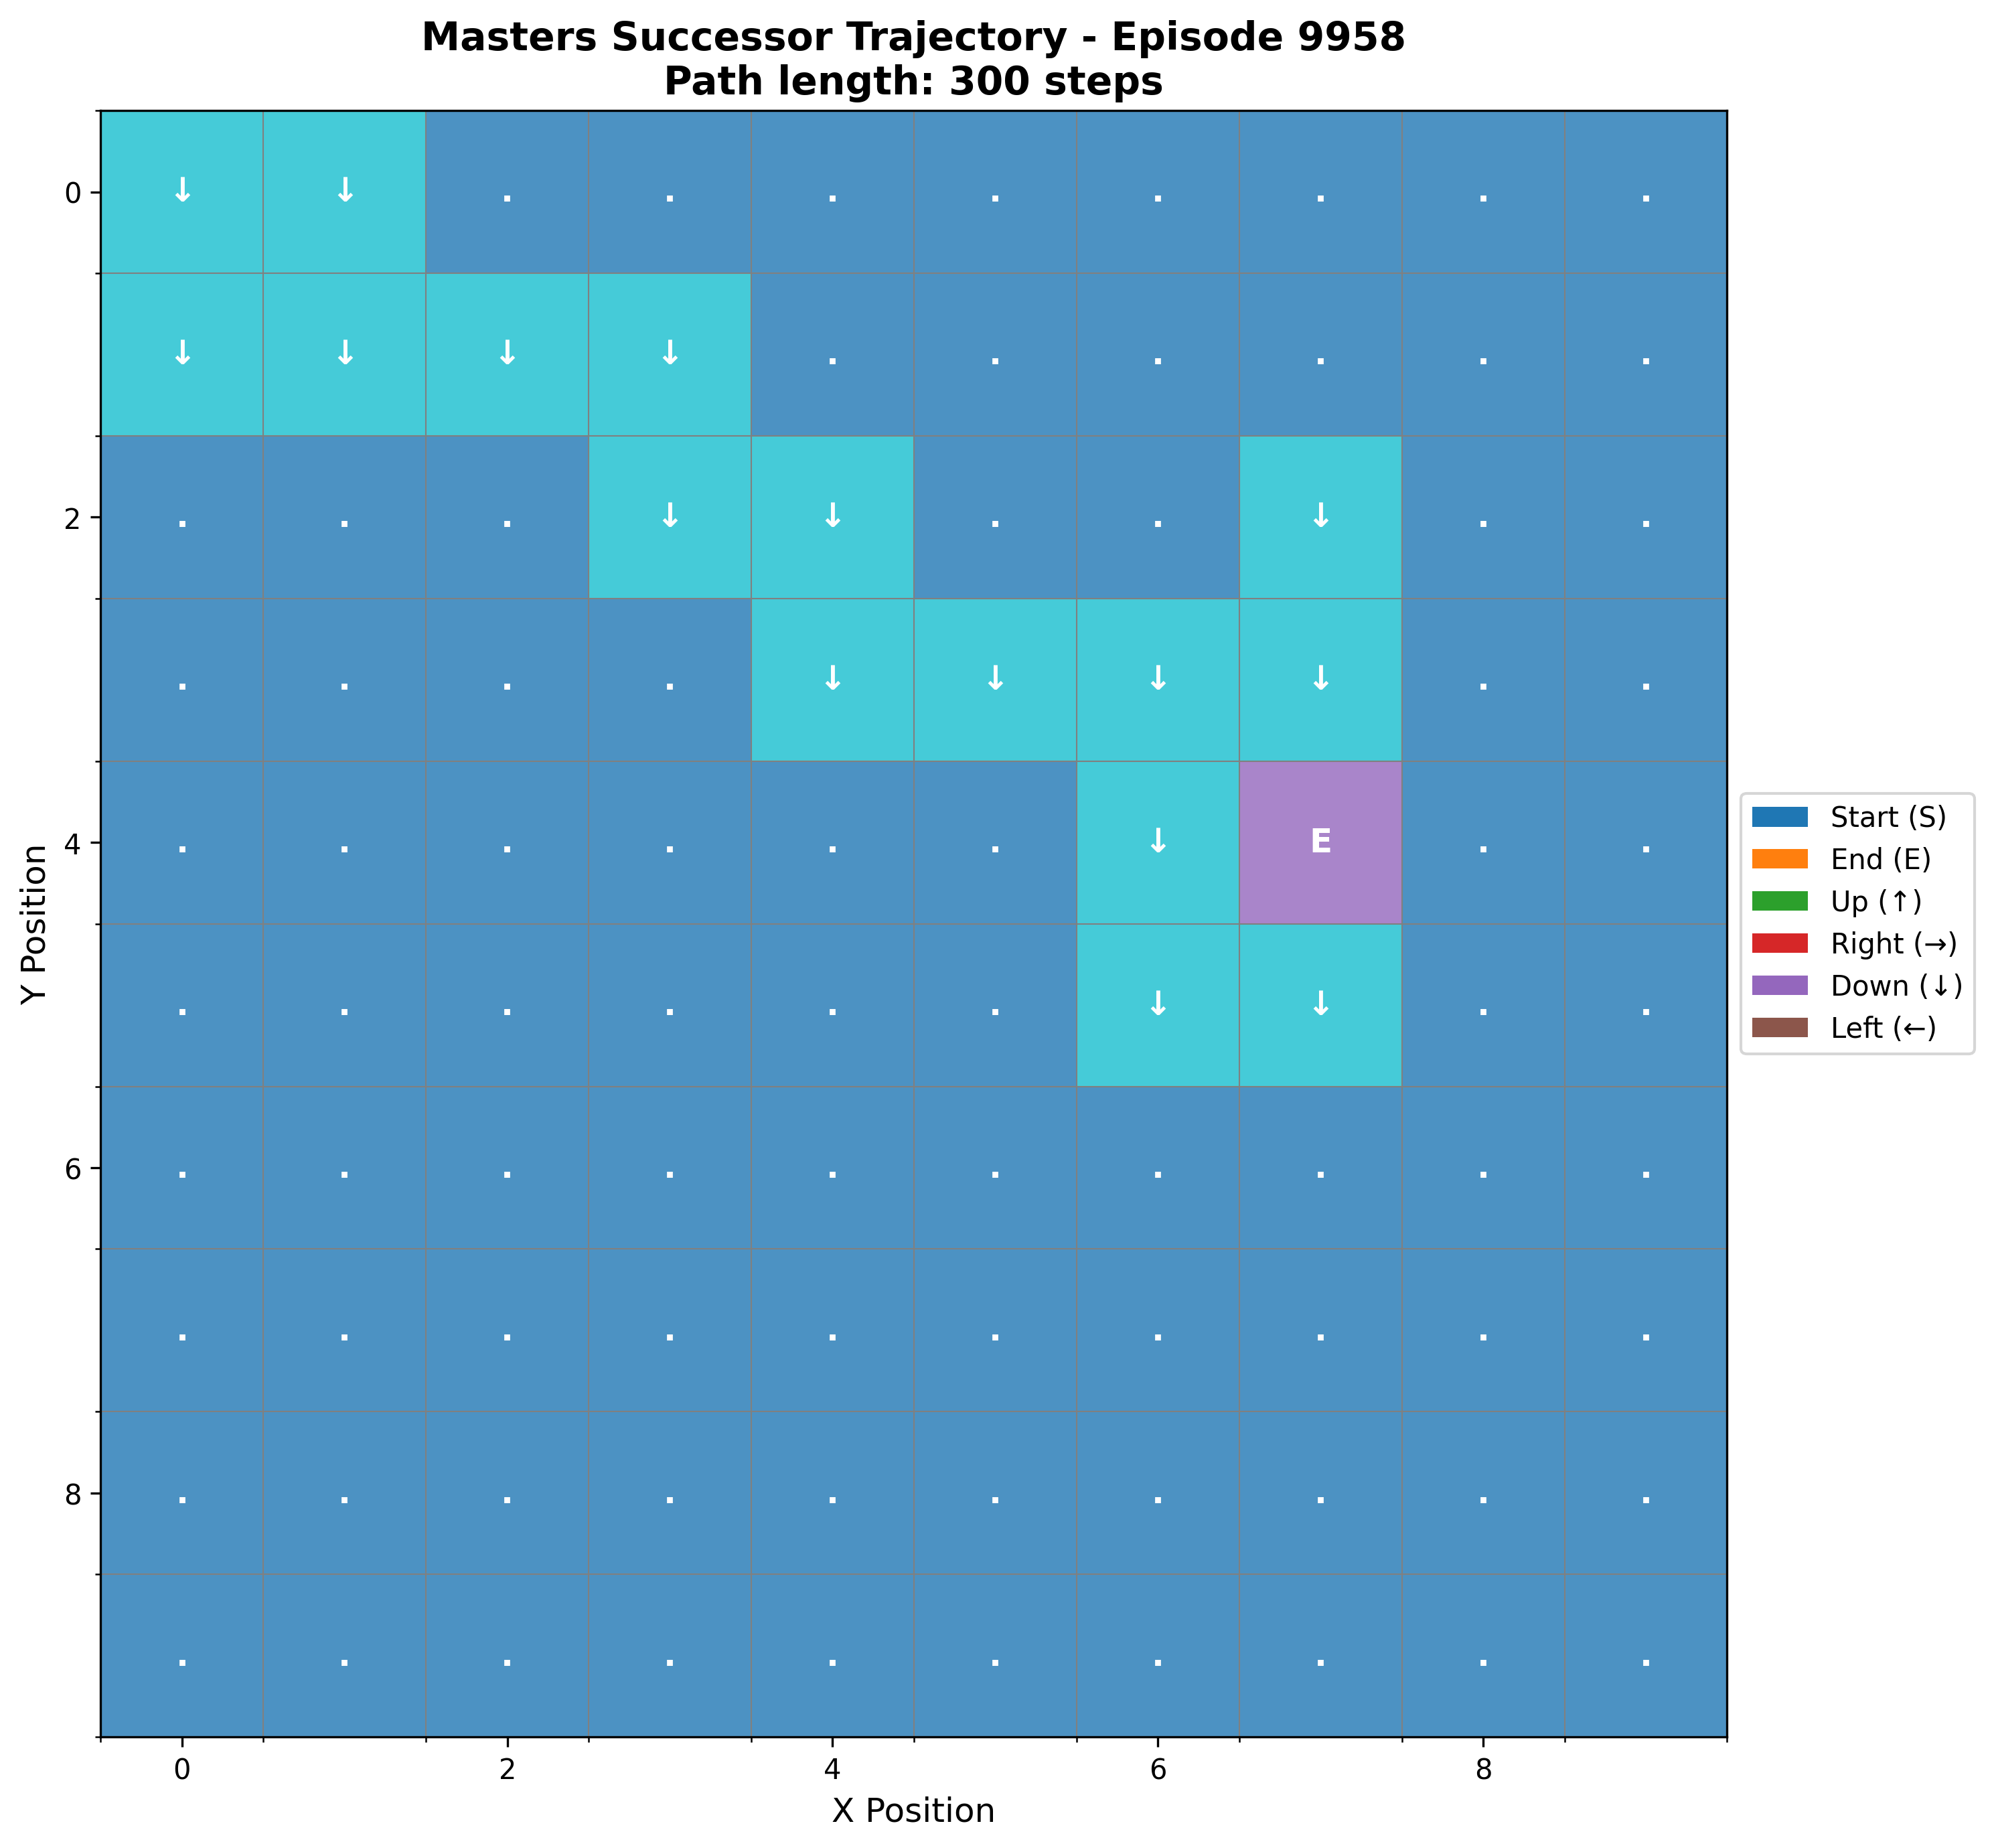 Masters Successor Trajectory - Episode 9958
Path length: 300 steps
0 ↓ ↓ . . . . . . . .
↓ ↓ ↓ ↓ . . . . . .
2 . . . ↓ ↓ . . ↓ . .
. . . . ↓ ↓ ↓ ↓ . .
4 . . . . . . ↓ E . .
. . . . . . ↓ ↓ . .
6 . . . . . . . . . .
. . . . . . . . . .
8 . . . . . . . . . .
. . . . . . . . . .
0 2 4 6 8
X Position
Y Position
Start (S)
End (E)
Up (↑)
Right (→)
Down (↓)
Left (←)